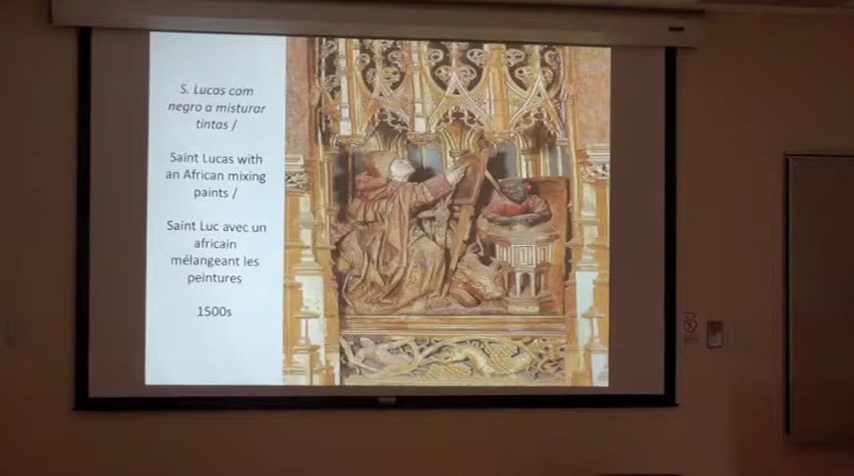 S. Lucas com
negro a misturar
tintas /
Saint Lucas with
an African mixing
paints /
Saint Luc avec un
africain
mélangeant les
peintures
1500s